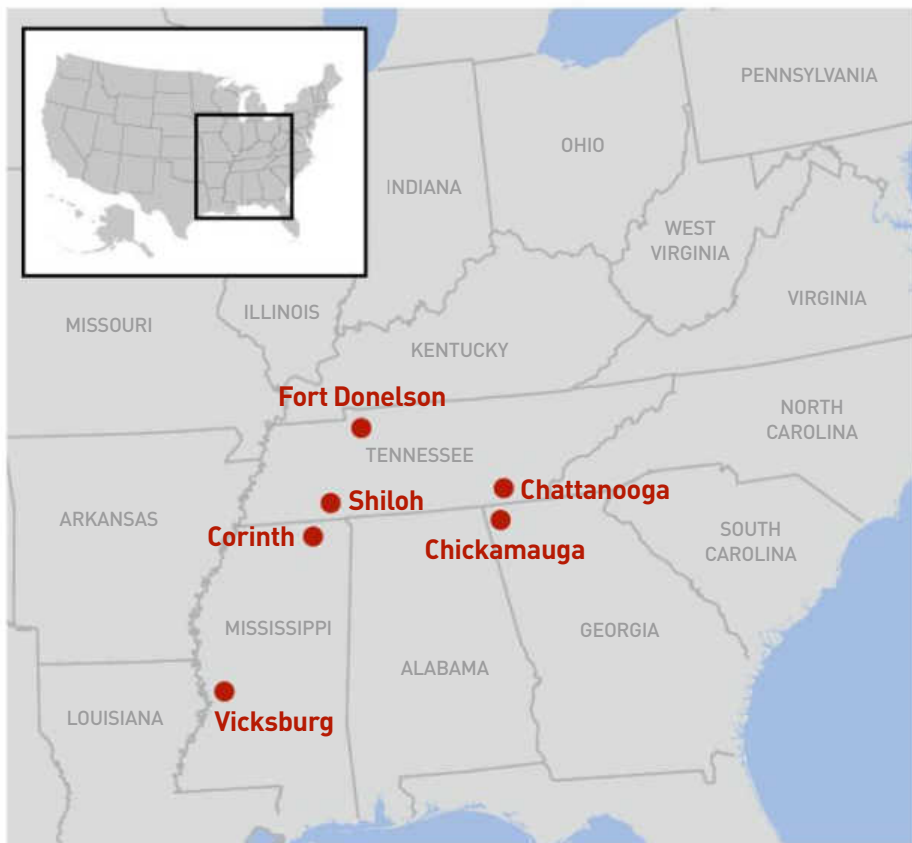 PENNSYLVANIA
OHIO
INDIANA
WEST
VIRGINIA
ILLINOIS
VIRGINIA
MISSOURI
KENTUCKY
Fort Donelson
NORTH
CAROLINA
TENNESSEE
Chattanooga
Shiloh
ARKANSAS
Corinth
Chickamauga
SOUTH
CAROLINA
MISSISSIPPI
GEORGIA
ALABAMA
LOUISIANA
Vicksburg